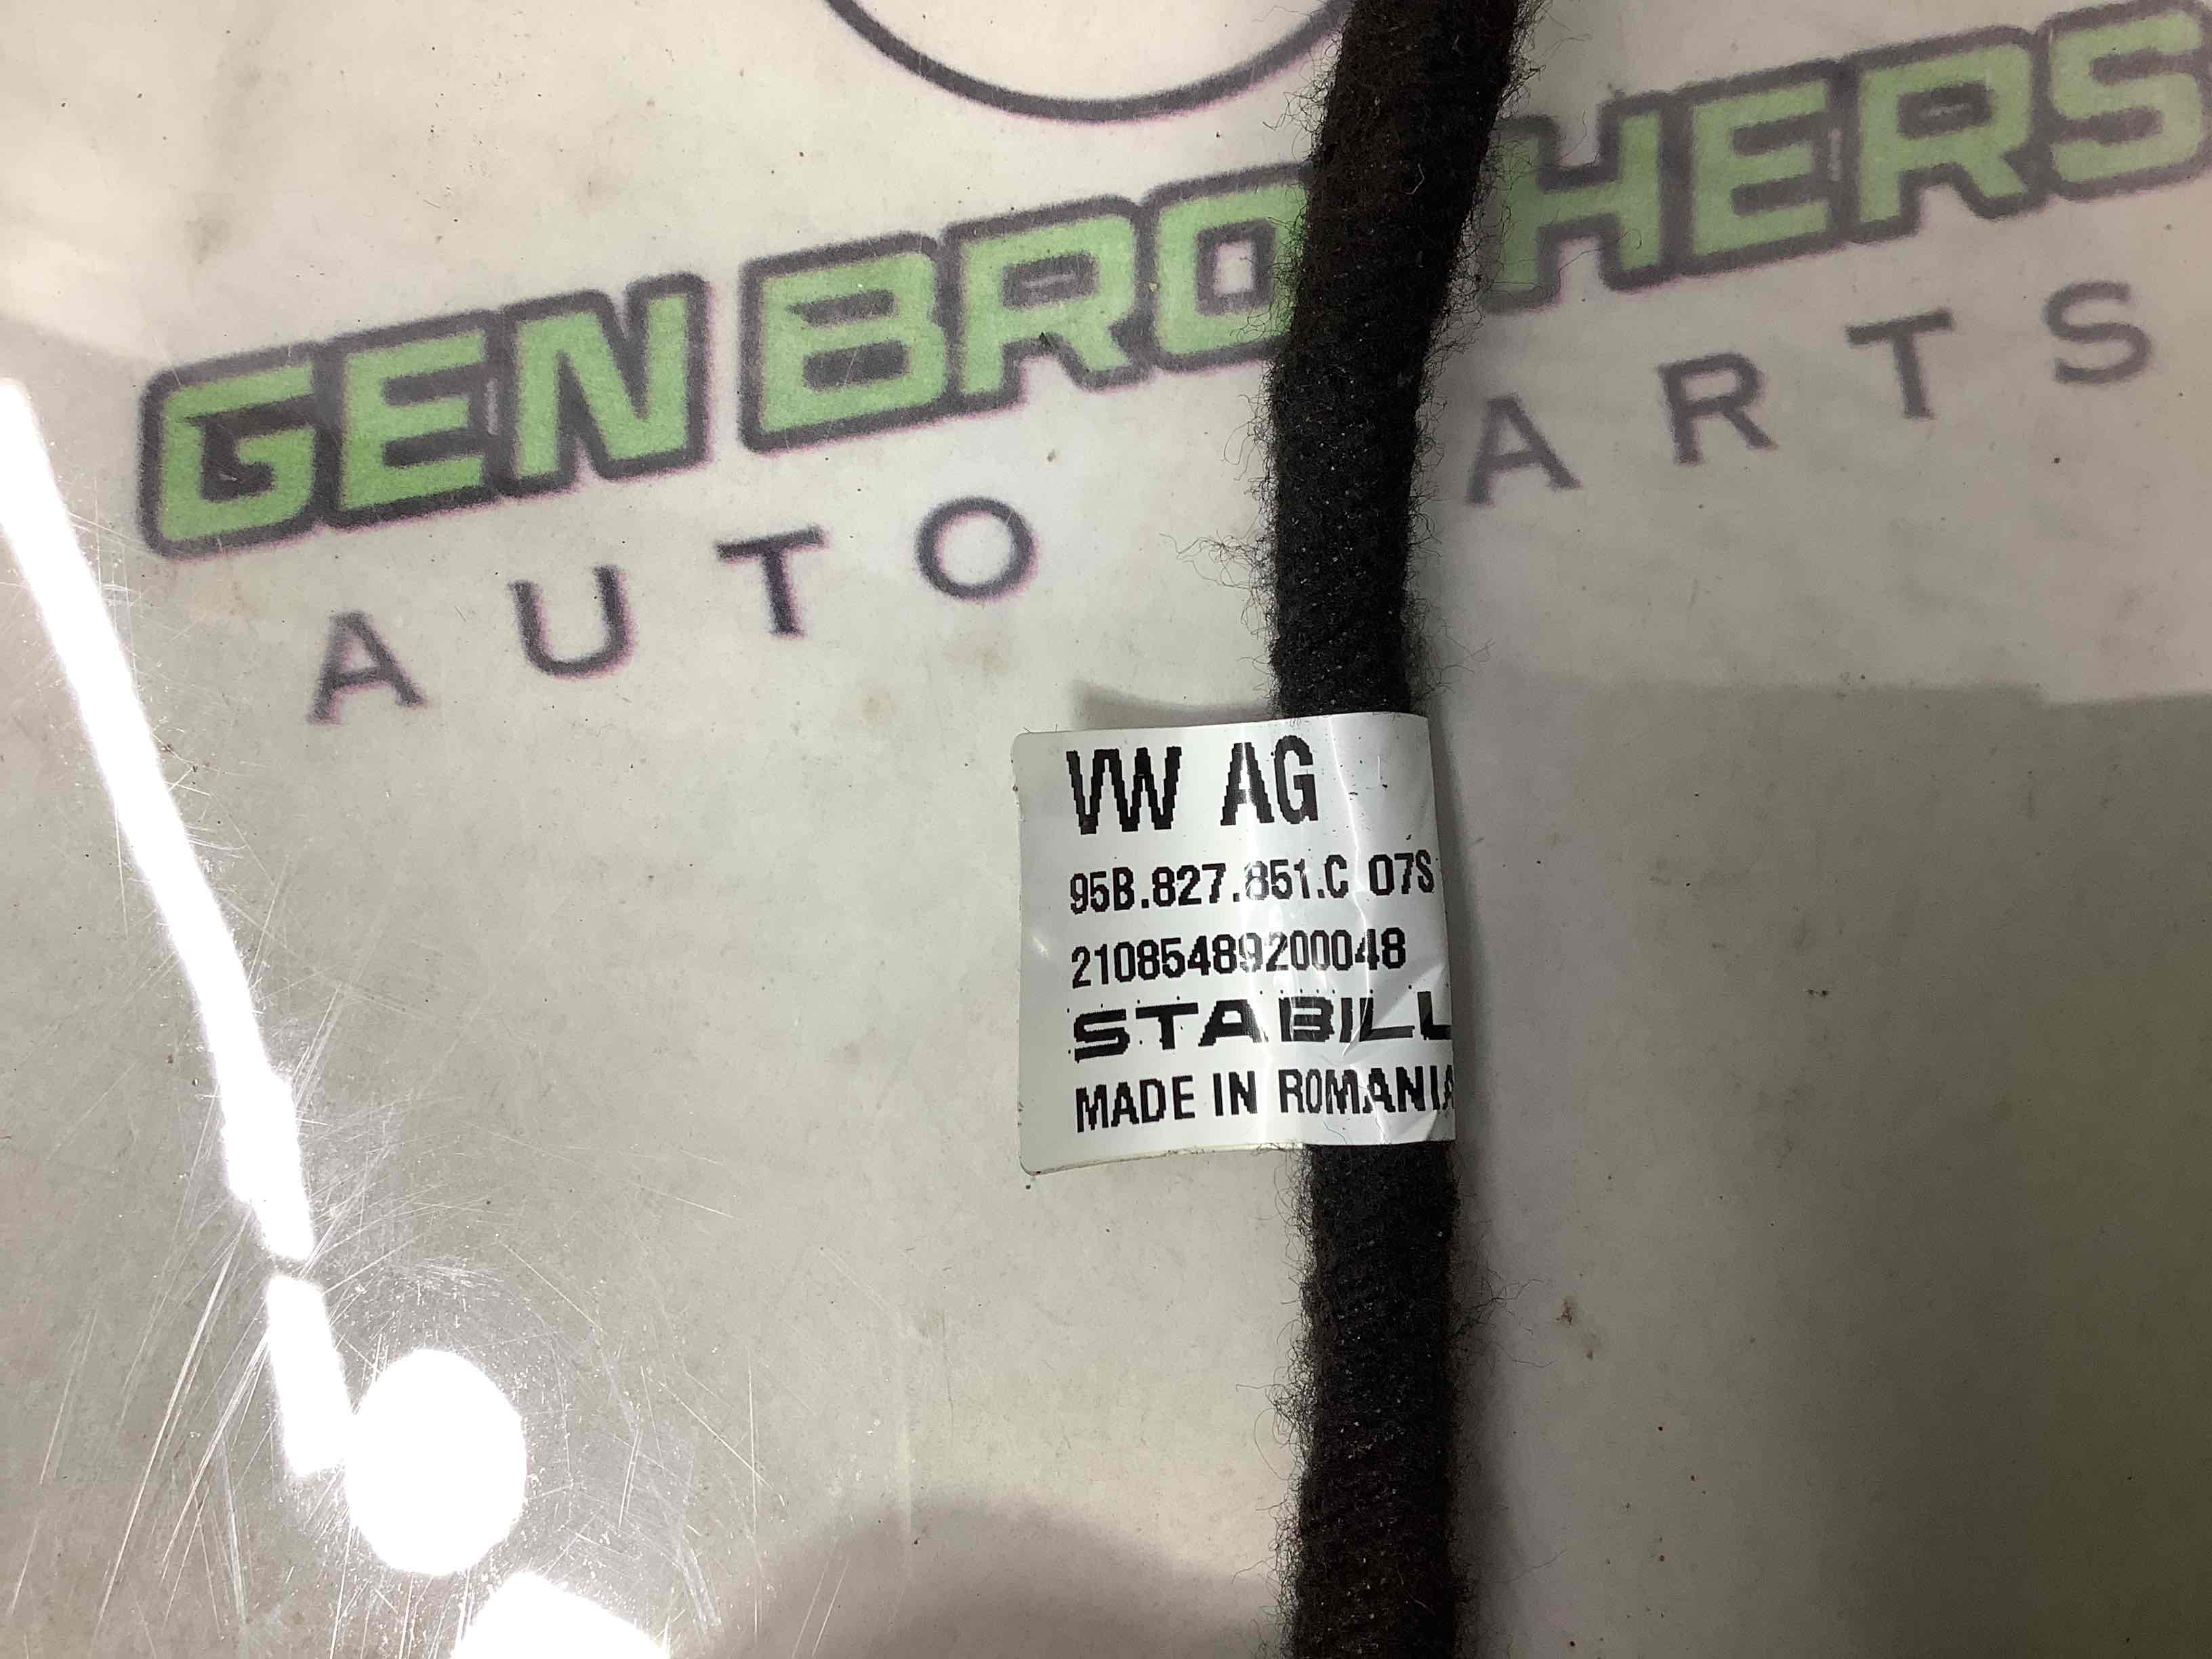 GEN BRO HERS
AUTO ARTS
VW AG
95B.827.851.C 07S
21085489200048
STABILU
MADE IN ROMANIA